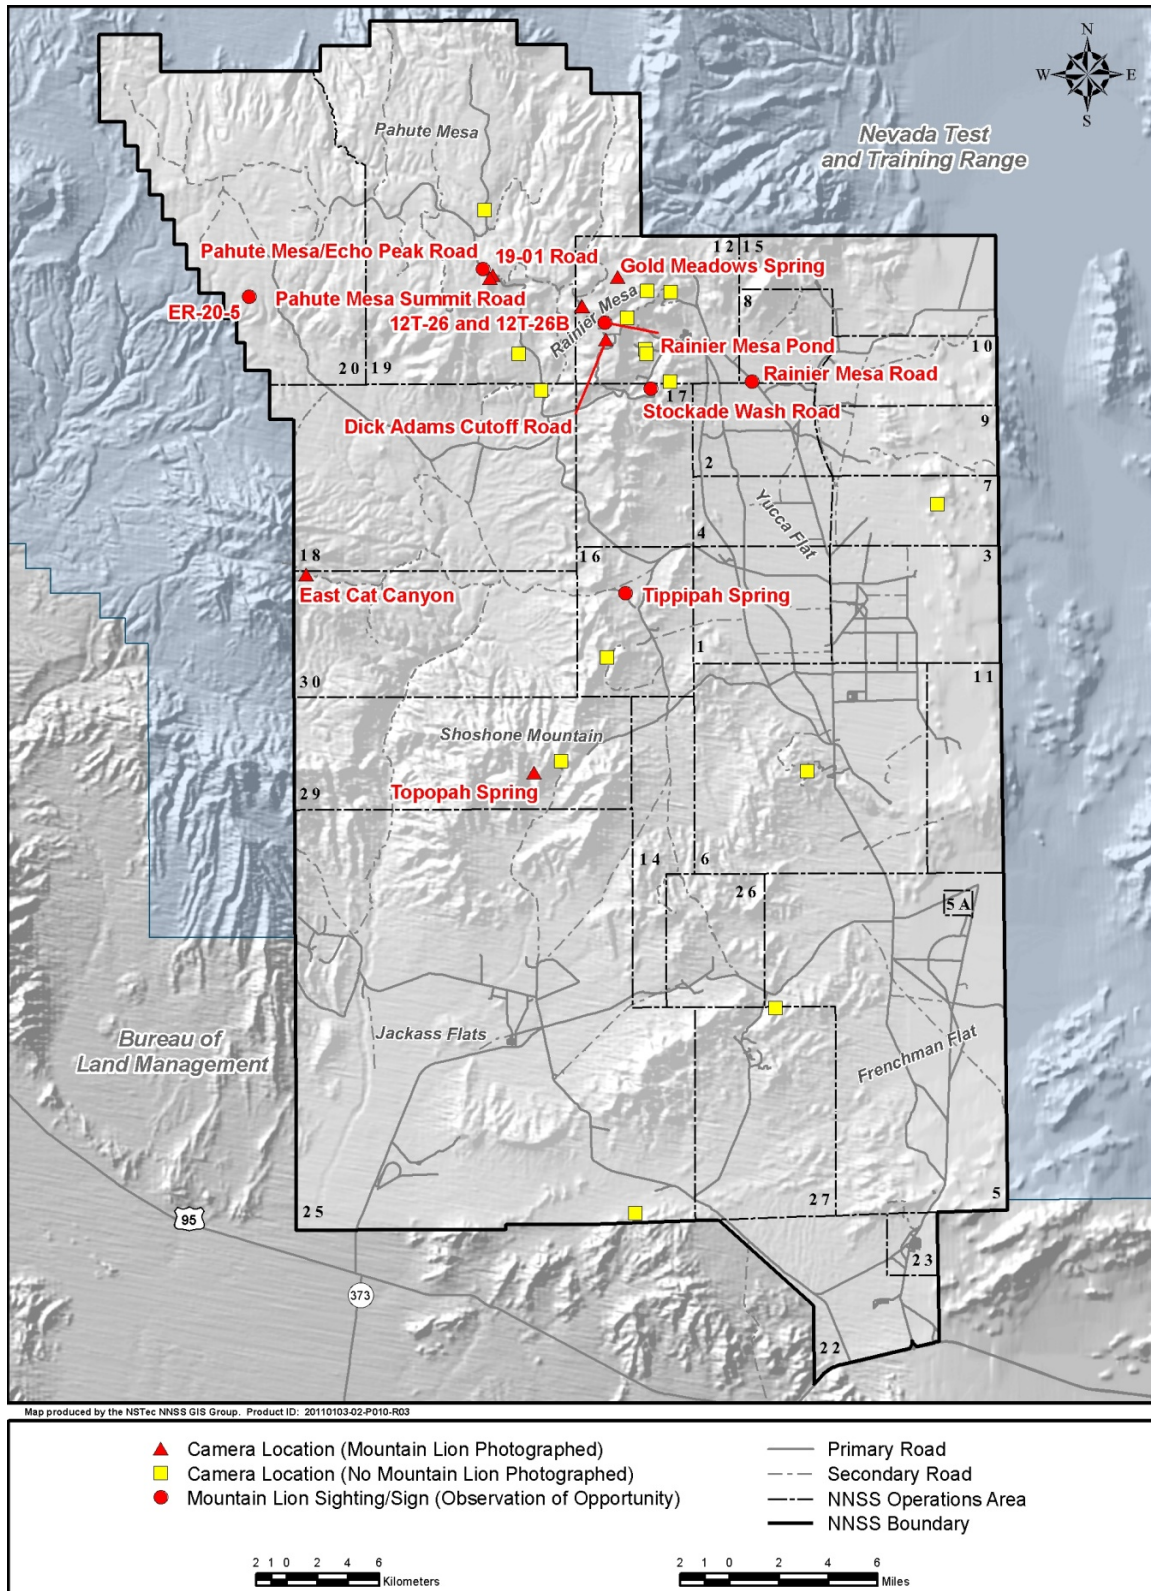 N
W E
S
Pahute Mesa
Nevada Test
and Training Range
12 15
Pahute Mesa/Echo Peak Road
19-01 Road
Gold Meadows Spring
ER-20-5
Pahute Mesa Summit Road
8
12T-26 and 12T-26B
Rainier Mesa
Rainier Mesa Pond
10
20 19
Rainier Mesa Road
17
Stockade Wash Road
9
Dick Adams Cutoff Road
2
7
Yucca Flat
4
3
18
16
East Cat Canyon
Tippipah Spring
1
11
30
Shoshone Mountain
Topopah Spring
29
14
6
26
5A
Bureau of
Land Management
Jackass Flats
Frenchman Flat
25
27
5
95
23
373
22
Map produced by the NSTec NNSS GIS Group. Product ID: 20110103-02-P010-R03
Camera Location (Mountain Lion Photographed)
Camera Location (No Mountain Lion Photographed)
Mountain Lion Sighting/Sign (Observation of Opportunity)
Primary Road
Secondary Road
NNSS Operations Area
NNSS Boundary
2 1 0 2 4 6
Kilometers
2 1 0 2 4 6
Miles